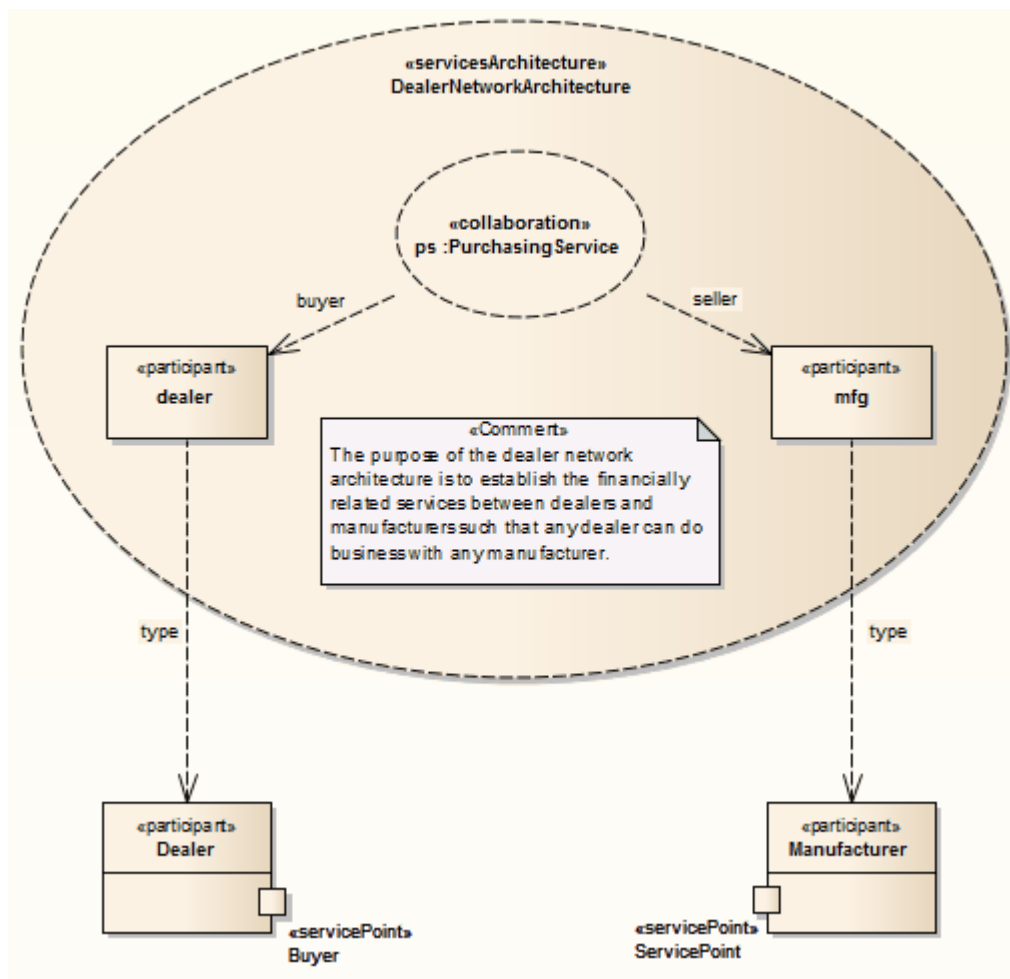 «servicesArchitecture»
DealerNetworkArchitecture
«collaboration»
ps :PurchasingService
buyer
seller
«participant»
dealer
«participant»
mfg
«Comment»
The purpose of the dealer network
architecture is to establish the financially
related services between dealers and
manufacturers such that any dealer can do
business with any manufacturer.
type
type
«participant»
Dealer
«participant»
Manufacturer
«servicePoint»
Buyer
«servicePoint»
ServicePoint